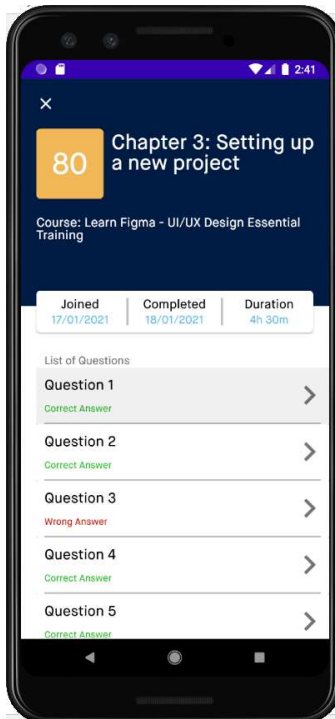 2:41
80
Chapter 3: Setting up
a new project
Course: Learn Figma - UI/UX Design Essential
Training
Joined Completed Duration
17/01/2021 18/01/2021 4h 30m
List of Questions
Question 1
Correct Answer
Question 2
Correct Answer
Question 3
Wrong Answer
Question 4
Correct Answer
Question 5
Correct Answer